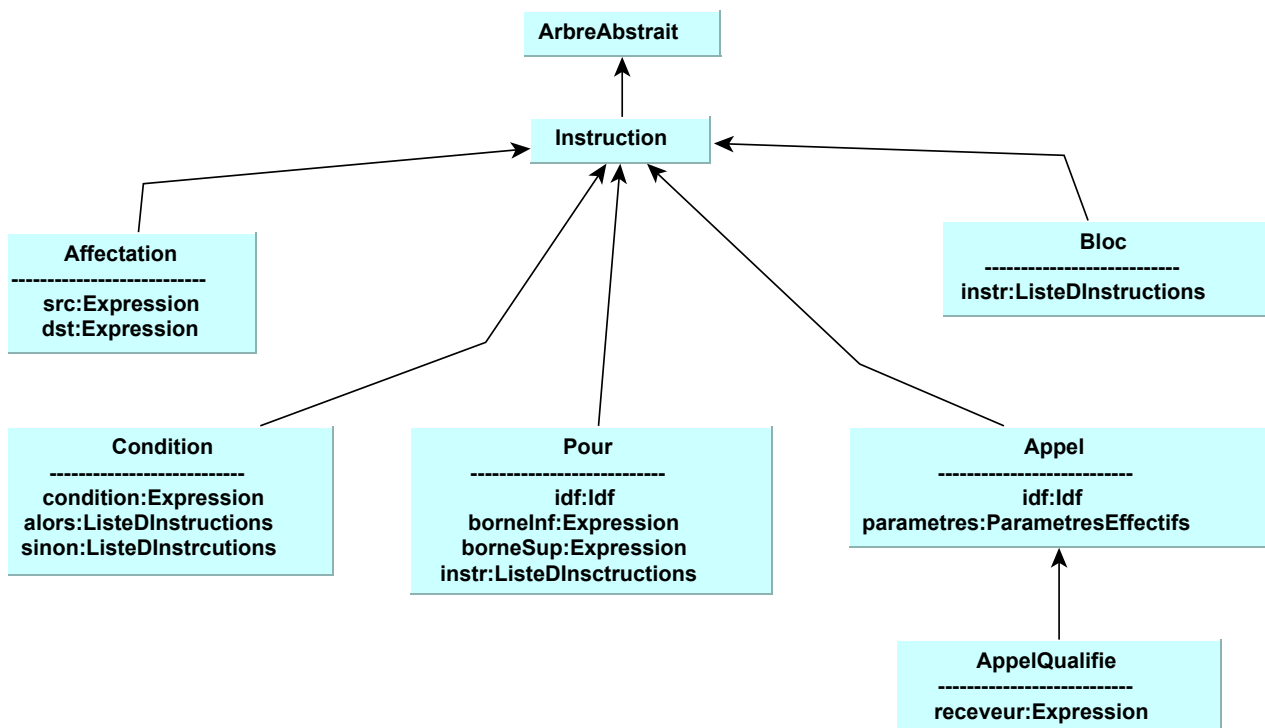 ArbreAbstrait
Instruction
Affectation
---------------------------
src:Expression
dst:Expression
Bloc
---------------------------
instr:ListeDInstructions
Condition
---------------------------
condition:Expression
alors:ListeDInstructions
sinon:ListeDInstrcutions
Pour
---------------------------
idf:Idf
borneInf:Expression
borneSup:Expression
instr:ListeDInsctructions
Appel
---------------------------
idf:Idf
parametres:ParametresEffectifs
AppelQualifie
---------------------------
receveur:Expression